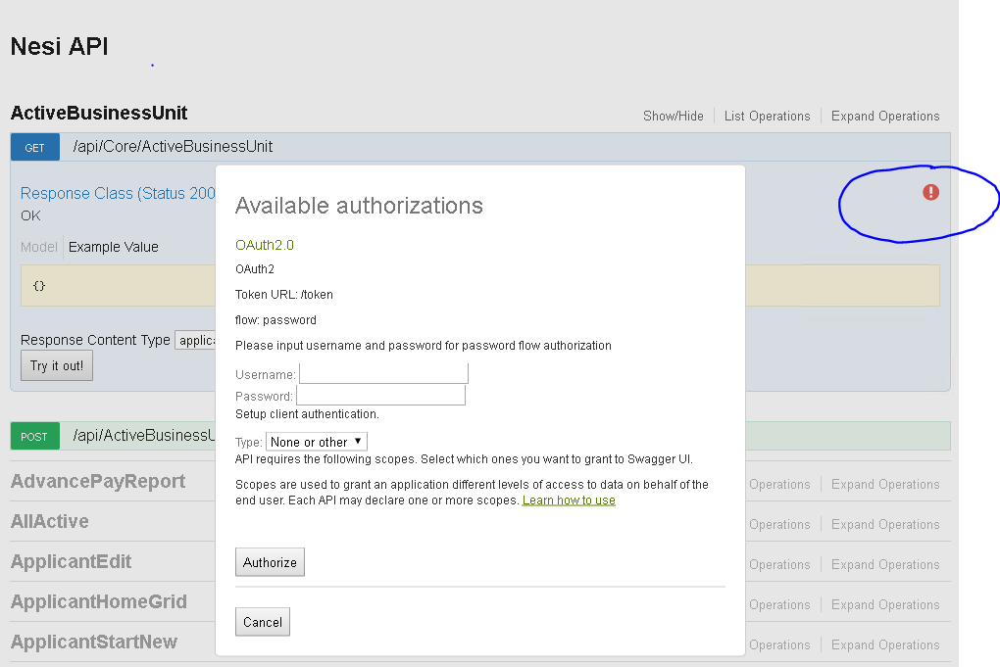 Nesi API
ActiveBusinessUnit
Show/Hide
List Operations
Expand Operations
GET
/api/Core/ActiveBusinessUnit
Response Class (Status 200
OK
Model
Example Value
{}
Response Content Type
applica
Try it out!
POST
/api/ActiveBusinessU
AdvancePayReport
Operations
Expand Operations
AllActive
Operations
Expand Operations
ApplicantEdit
Operations
Expand Operations
ApplicantHomeGrid
Operations
Expand Operations
ApplicantStartNew
Operations
Expand Operations
Available authorizations
OAuth2.0
OAuth2
Token URL: /token
flow: password
Please input username and password for password flow authorization
Username:
Password:
Setup client authentication.
Type: None or other
API requires the following scopes. Select which ones you want to grant to Swagger UI.
Scopes are used to grant an application different levels of access to data on behalf of the
end user. Each API may declare one or more scopes. Learn how to use
Authorize
Cancel